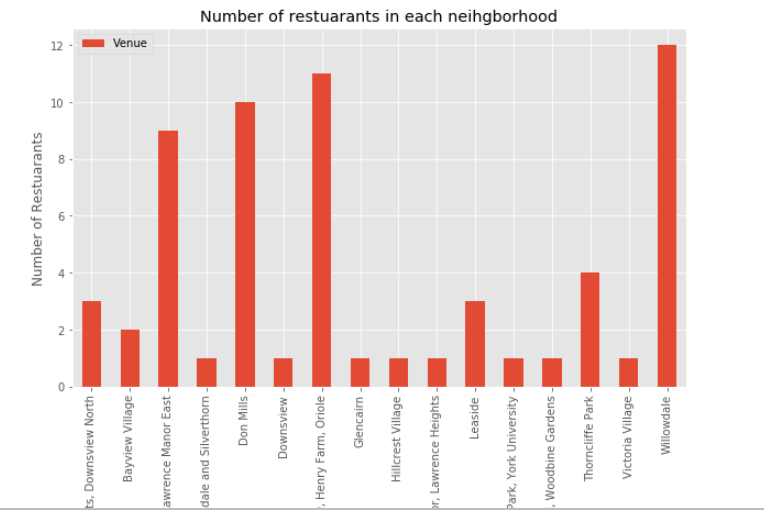 Number of restuarants in each neihgborhood
Venue
Number of Restuarants
12
10
8
6
4
2
0
ts, Downsview North
Bayview Village
awrence Manor East
dale and Silverthorn
Don Mills
Downsview
, Henry Farm, Oriole
Glencairn
Hillcrest Village
or, Lawrence Heights
Leaside
Park, York University
, Woodbine Gardens
Thorncliffe Park
Victoria Village
Willowdale